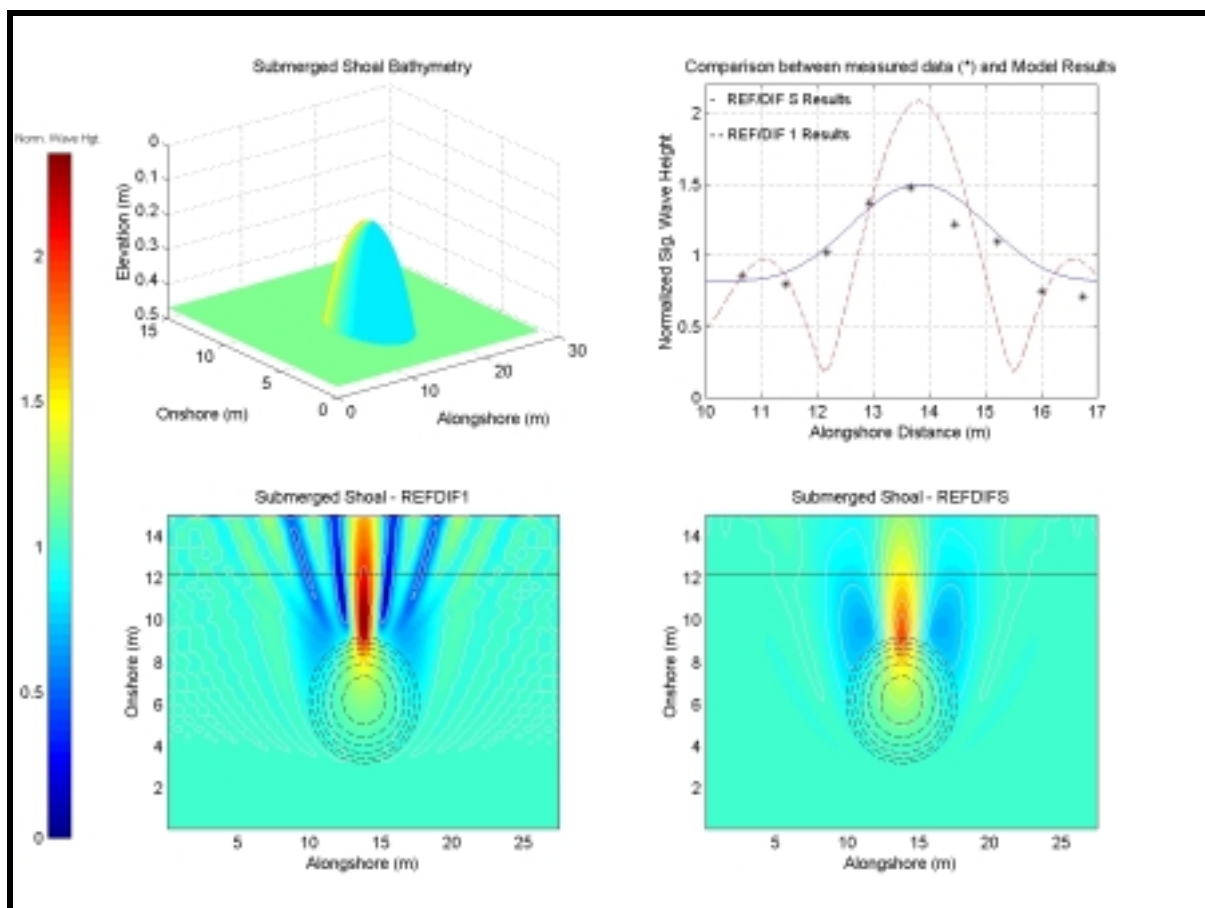 Submerged Shoal Bathymetry
Norm. Wave Hgt.
2
1.5
1
0.5
0
Elevation (m)
0
0.1
0.2
0.3
0.4
0.5
15
10
5
0
Onshore (m)
0
10
20
30
Alongshore (m)
Comparison between measured data (*) and Model Results
- REF/DIF S Results
-- REF/DIF 1 Results
Normalized Sig. Wave Height
2
1.5
1
0.5
0
10 11 12 13 14 15 16 17
Alongshore Distance (m)
Submerged Shoal - REFDIF1
Onshore (m)
14
12
10
8
6
4
2
5 10 15 20 25
Alongshore (m)
Submerged Shoal - REFDIFS
Onshore (m)
14
12
10
8
6
4
2
5 10 15 20 25
Alongshore (m)